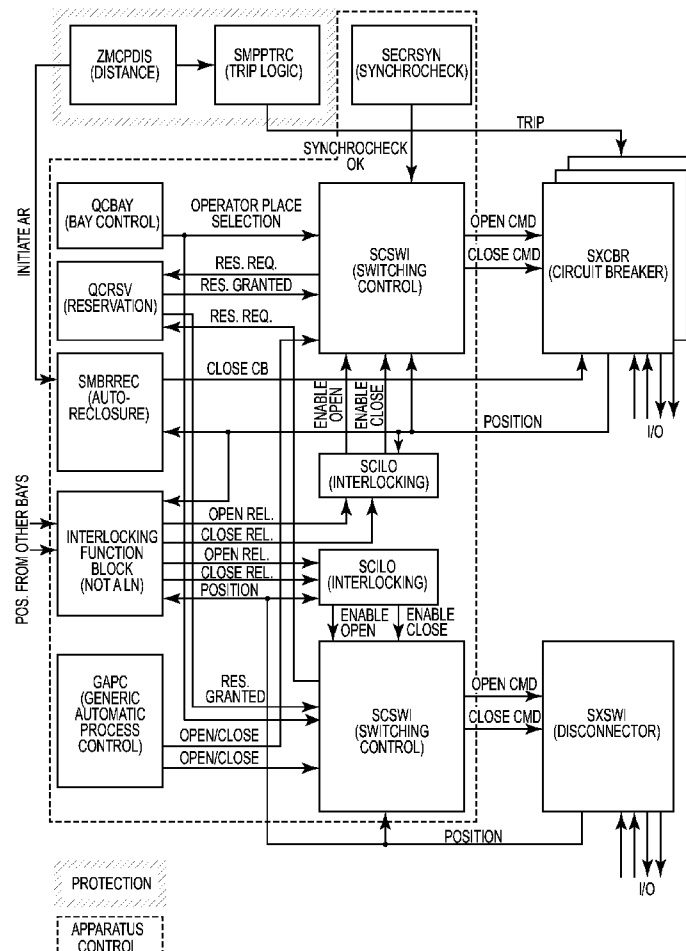 ZMCPDIS
(DISTANCE)
SMPPTRC
(TRIP LOGIC)
SECRSYN
(SYNCHROCHECK)
TRIP
SYNCHROCHECK
OK
INITIATE AR
QCBAY
(BAY CONTROL)
OPERATOR PLACE
SELECTION
SCSWI
(SWITCHING
CONTROL)
OPEN CMD
CLOSE CMD
SXCBR
(CIRCUIT BREAKER)
QCRSV
(RESERVATION)
RES. REQ.
RES. GRANTED
RES. REQ.
SMBRREC
(AUTO-
RECLOSURE)
CLOSE CB
ENABLE
OPEN
ENABLE
CLOSE
POSITION
I/O
SCILO
(INTERLOCKING)
POS. FROM OTHER BAYS
INTERLOCKING
FUNCTION
BLOCK
(NOT A LN)
OPEN REL.
CLOSE REL.
OPEN REL.
CLOSE REL.
POSITION
SCILO
(INTERLOCKING)
ENABLE
OPEN
ENABLE
CLOSE
GAPC
(GENERIC
AUTOMATIC
PROCESS
CONTROL)
RES.
GRANTED
OPEN/CLOSE
OPEN/CLOSE
SCSWI
(SWITCHING
CONTROL)
OPEN CMD
CLOSE CMD
SXSWI
(DISCONNECTOR)
POSITION
I/O
PROTECTION
APPARATUS
CONTROL